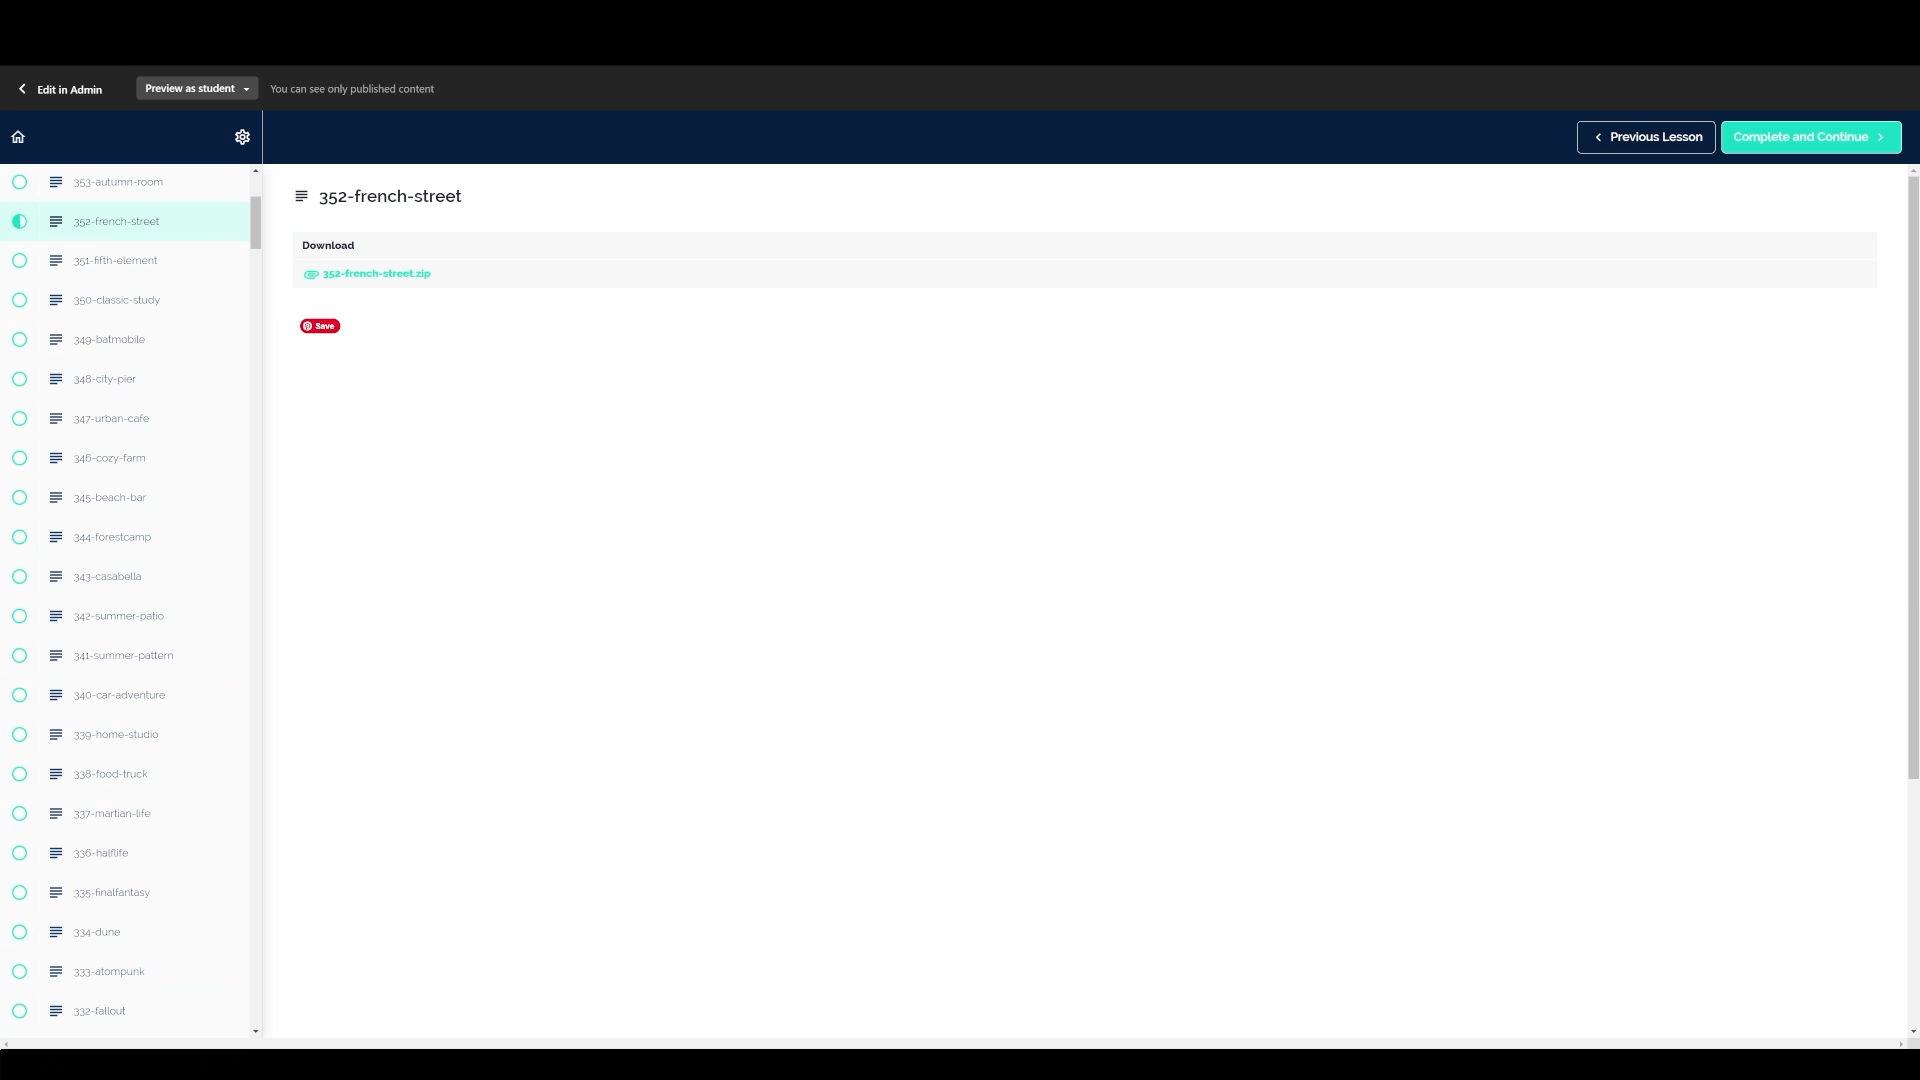 Edit in Admin
Preview as student
You can see only published content
Previous Lesson
Complete and Continue
353-autumn-room
352-french-street
351-fifth-element
350-classic-study
349-batmobile
348-city-pier
347-urban-cafe
346-cozy-farm
345-beach-bar
344-forestcamp
343-casabella
342-summer-patio
341-summer-pattern
340-car-adventure
339-home-studio
338-food-truck
337-martian-life
336-halflife
335-finalfantasy
334-dune
333-atompunk
332-fallout
352-french-street
Download
352-french-street.zip
Save